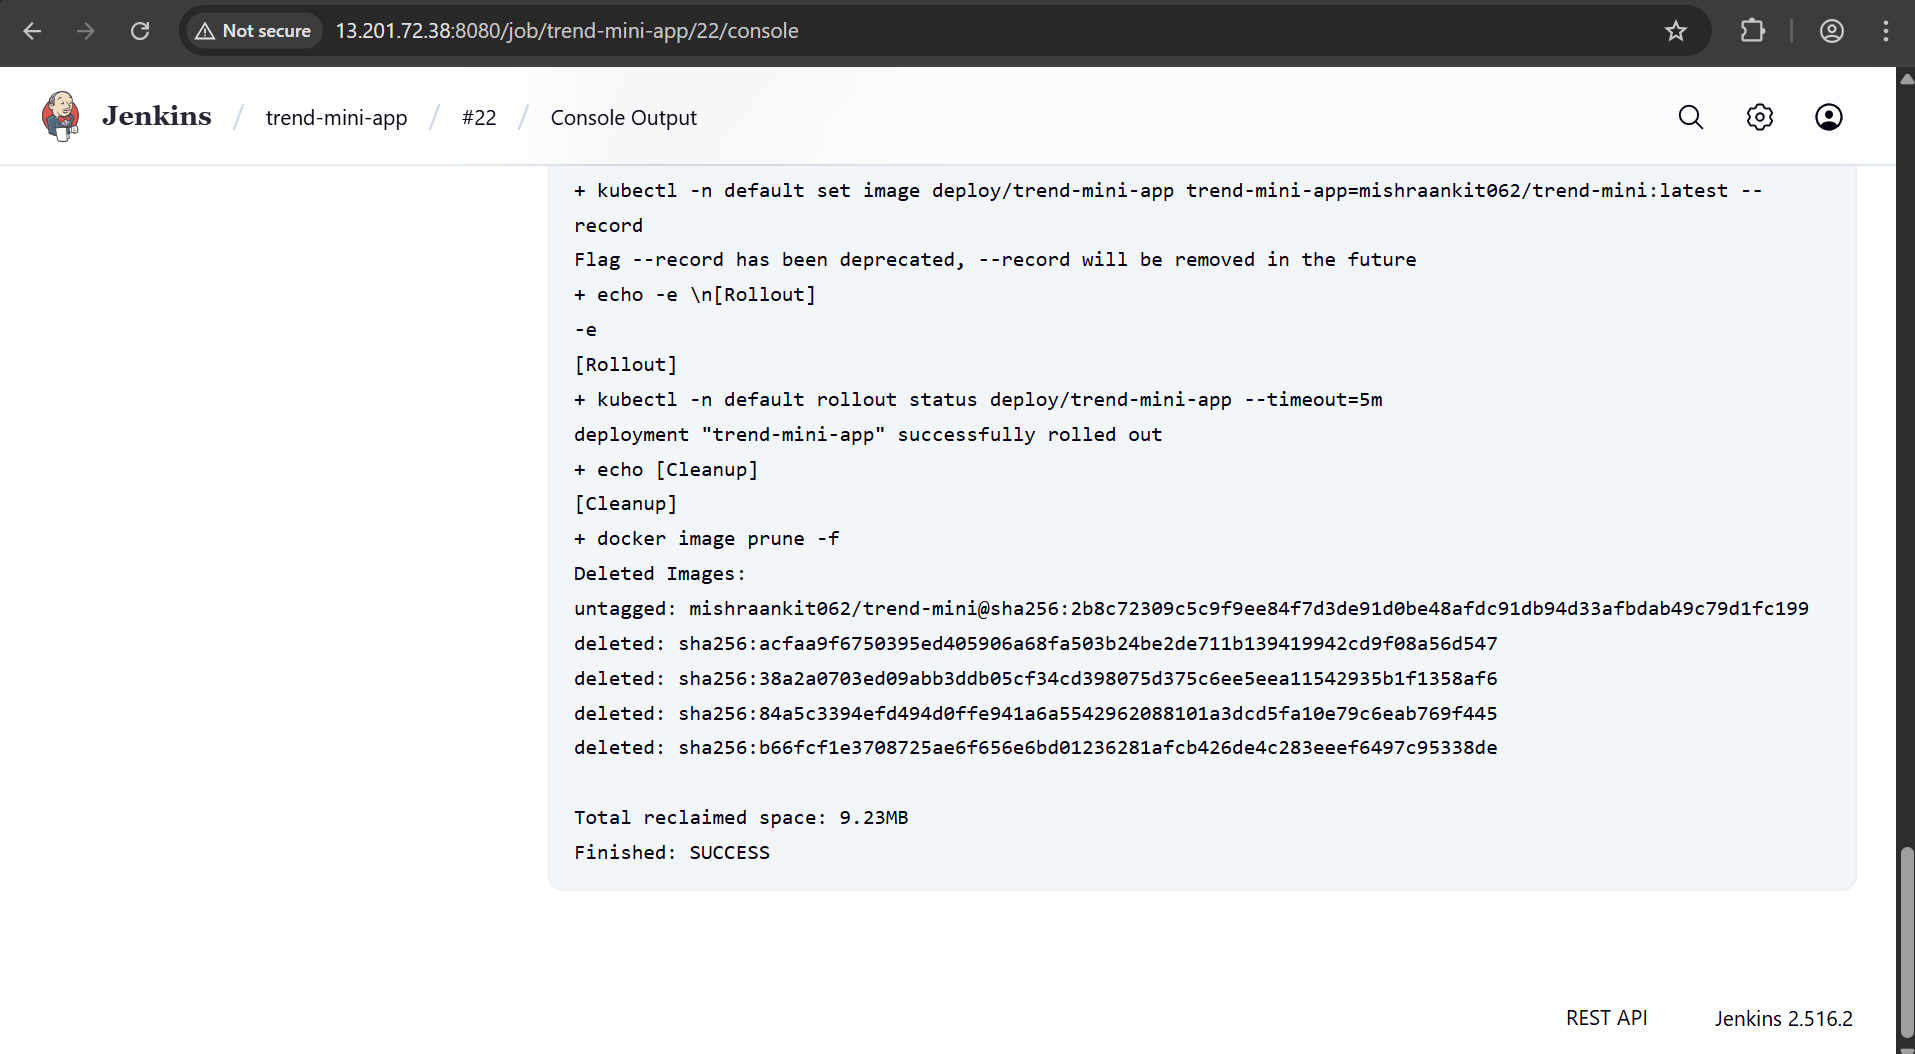 Not secure 13.201.72.38:8080/job/trend-mini-app/22/console
Jenkins / trend-mini-app / #22 / Console Output
+ kubectl -n default set image deploy/trend-mini-app trend-mini-app=mishraankit062/trend-mini:latest --
record
Flag --record has been deprecated, --record will be removed in the future
+ echo -e \n[Rollout]
-e
[Rollout]
+ kubectl -n default rollout status deploy/trend-mini-app --timeout=5m
deployment "trend-mini-app" successfully rolled out
+ echo [Cleanup]
[Cleanup]
+ docker image prune -f
Deleted Images:
untagged: mishraankit062/trend-mini@sha256:2b8c72309c5c9f9ee84f7d3de91d0be48afdc91db94d33afbdab49c79d1fc199
deleted: sha256:acfaa9f6750395ed405906a68fa503b24be2de711b139419942cd9f08a56d547
deleted: sha256:38a2a0703ed09abb3ddb05cf34cd398075d375c6ee5eea11542935b1f1358af6
deleted: sha256:84a5c3394efd494d0ffe941a6a5542962088101a3dcd5fa10e79c6eab769f445
deleted: sha256:b66fcf1e3708725ae6f656e6bd01236281afcb426de4c283eeef6497c95338de
Total reclaimed space: 9.23MB
Finished: SUCCESS
REST API Jenkins 2.516.2